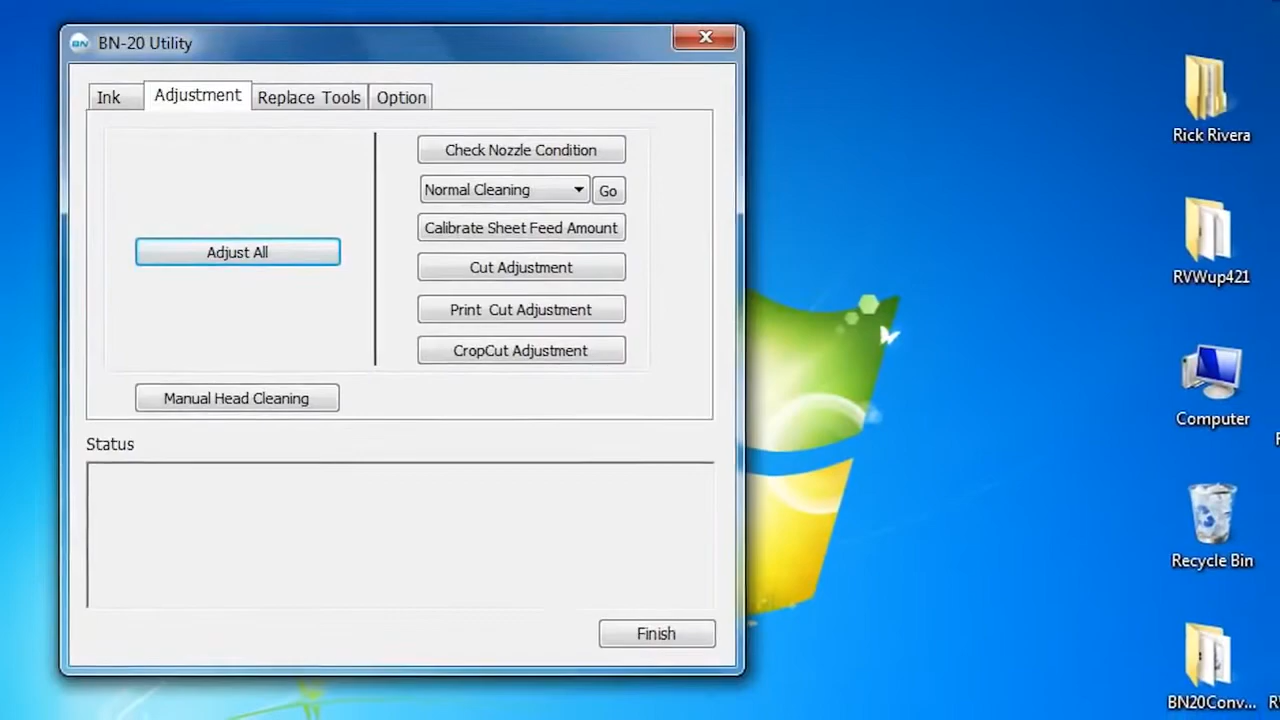 BN BN-20 Utility
Ink Adjustment Replace Tools Option
Check Nozzle Condition
Normal Cleaning Go
Calibrate Sheet Feed Amount
Adjust All
Cut Adjustment
Print Cut Adjustment
CropCut Adjustment
Manual Head Cleaning
Status
Finish
Rick Rivera
RVWup421
Computer
Recycle Bin
BN20Conv...